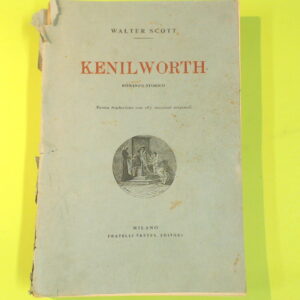 WALTER SCOTT
KENILWORTH
ROMANZO STORICO
MILANO
FRATELLI TREVES, EDITORI